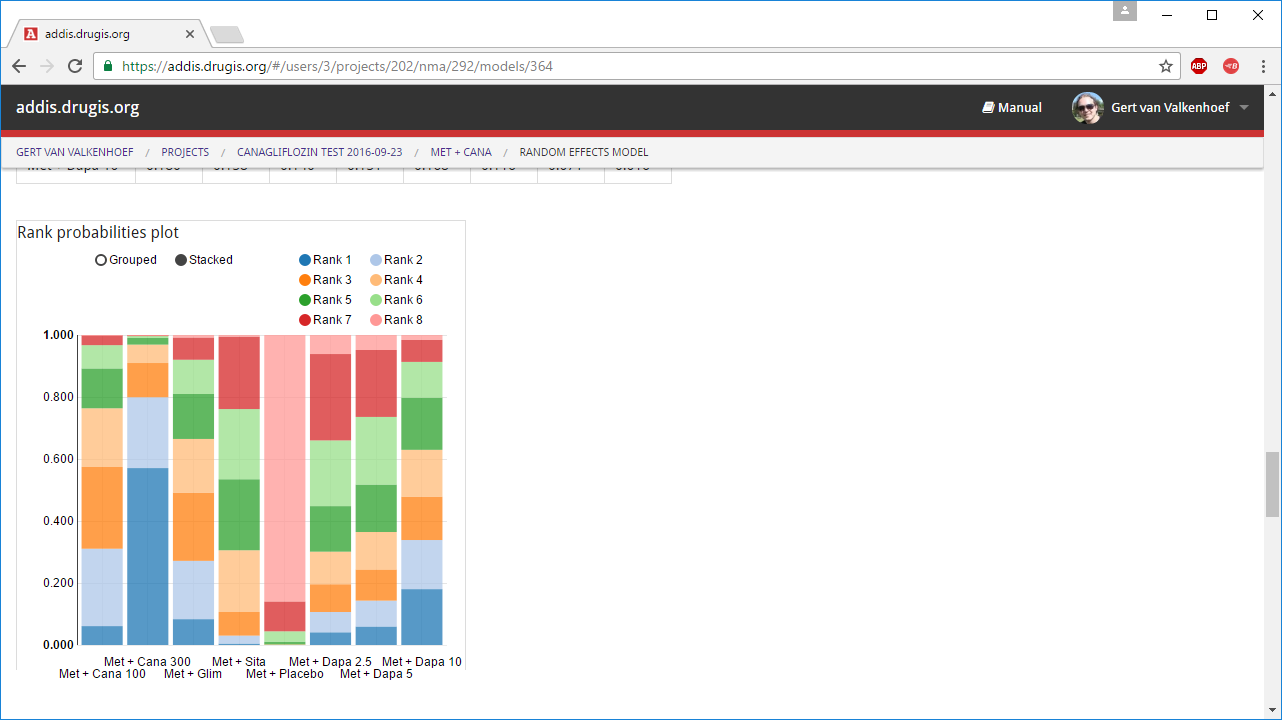 addis.drugis.org
https://addis.drugis.org/#/users/3/projects/202/nma/292/models/364
ABP
addis.drugis.org
Manual
Gert van Valkenhoef
GERT VAN VALKENHOEF / PROJECTS / CANAGLIFLOZIN TEST 2016-09-23 / MET + CANA / RANDOM EFFECTS MODEL
Rank probabilities plot
Grouped Stacked
Rank 1 Rank 2
Rank 3 Rank 4
Rank 5 Rank 6
Rank 7 Rank 8
1.000
0.800
0.600
0.400
0.200
0.000
Met + Cana 300 Met + Sita Met + Dapa 2.5 Met + Dapa 10
Met + Cana 100 Met + Glim Met + Placebo Met + Dapa 5